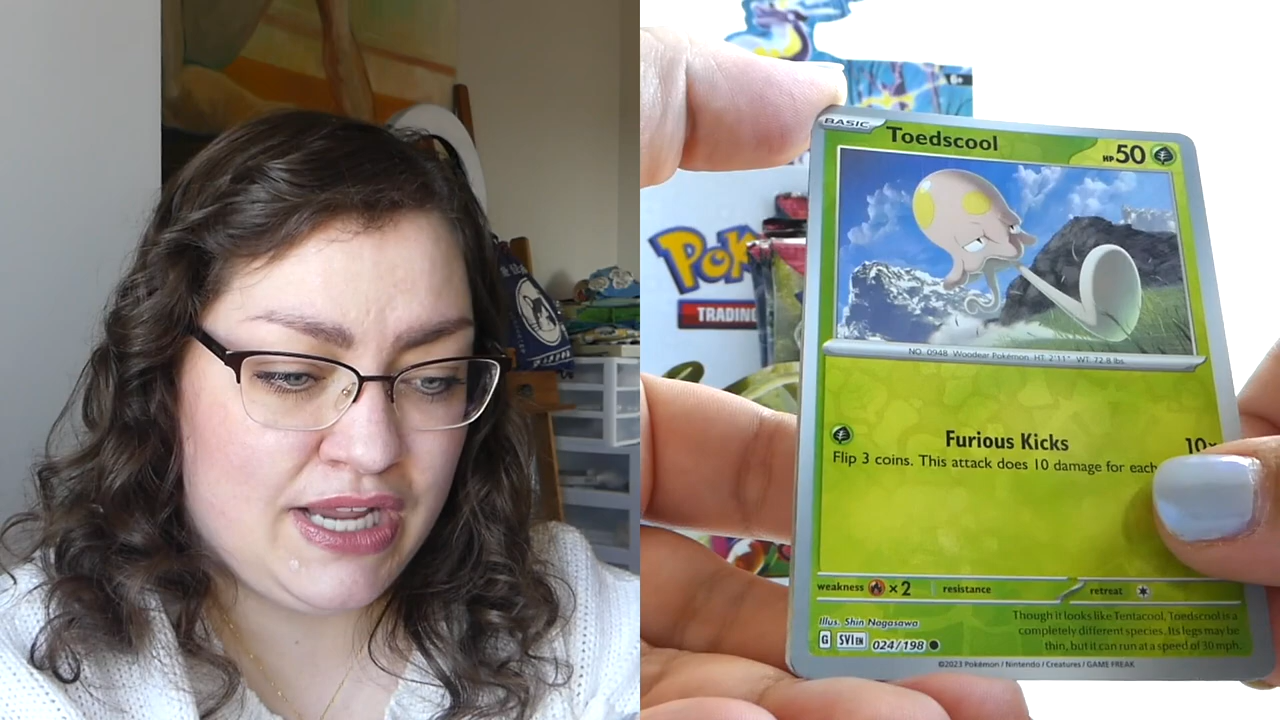 6+
BASIC
Toedscool
HP 50
POK
TRADING
NO. 0948 Woodear Pokémon. HT: 2'11" WT: 72.8 lbs.
Furious Kicks 10×
Flip 3 coins. This attack does 10 damage for each
weakness ×2 resistance retreat
Illus. Shin Nagasawa
G SVI EN 024/198
Though it looks like Tentacool, Toedscool is a
completely different species. Its legs may be
thin, but it can run at a speed of 30 mph.
©2023 Pokémon / Nintendo / Creatures / GAME FREAK